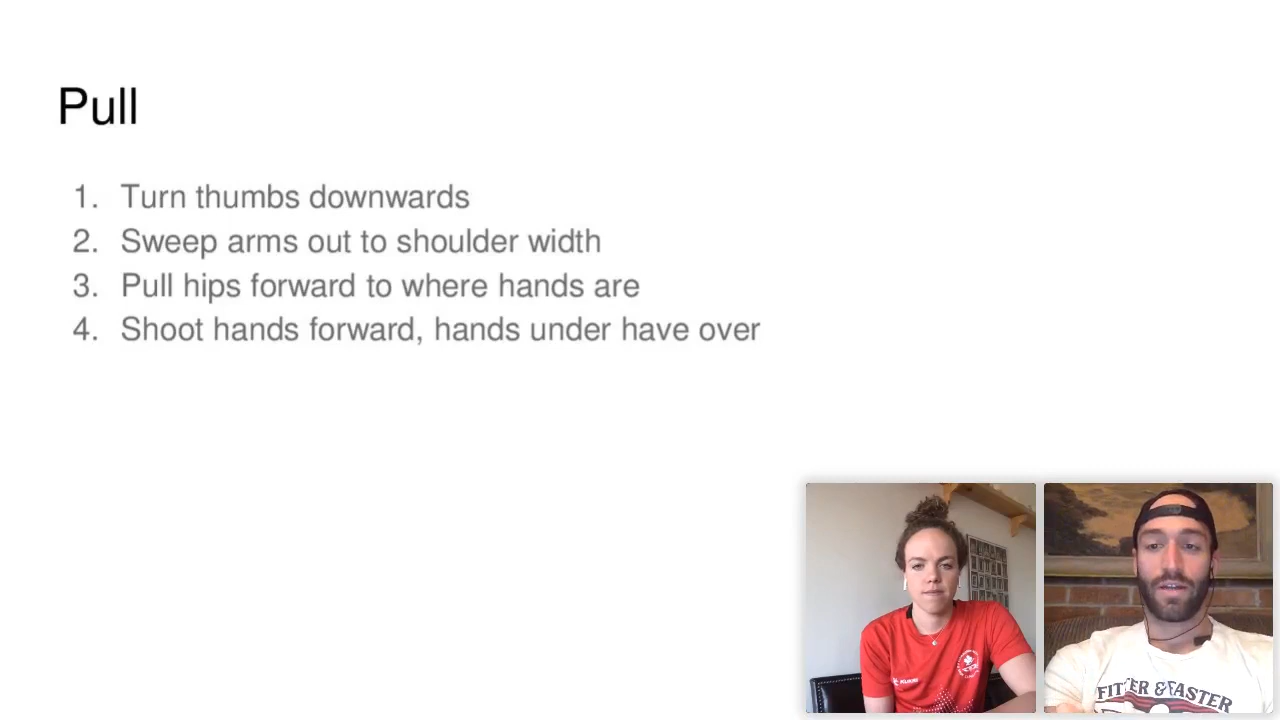 Pull
1. Turn thumbs downwards
2. Sweep arms out to shoulder width
3. Pull hips forward to where hands are
4. Shoot hands forward, hands under have over
FITTER & FASTER